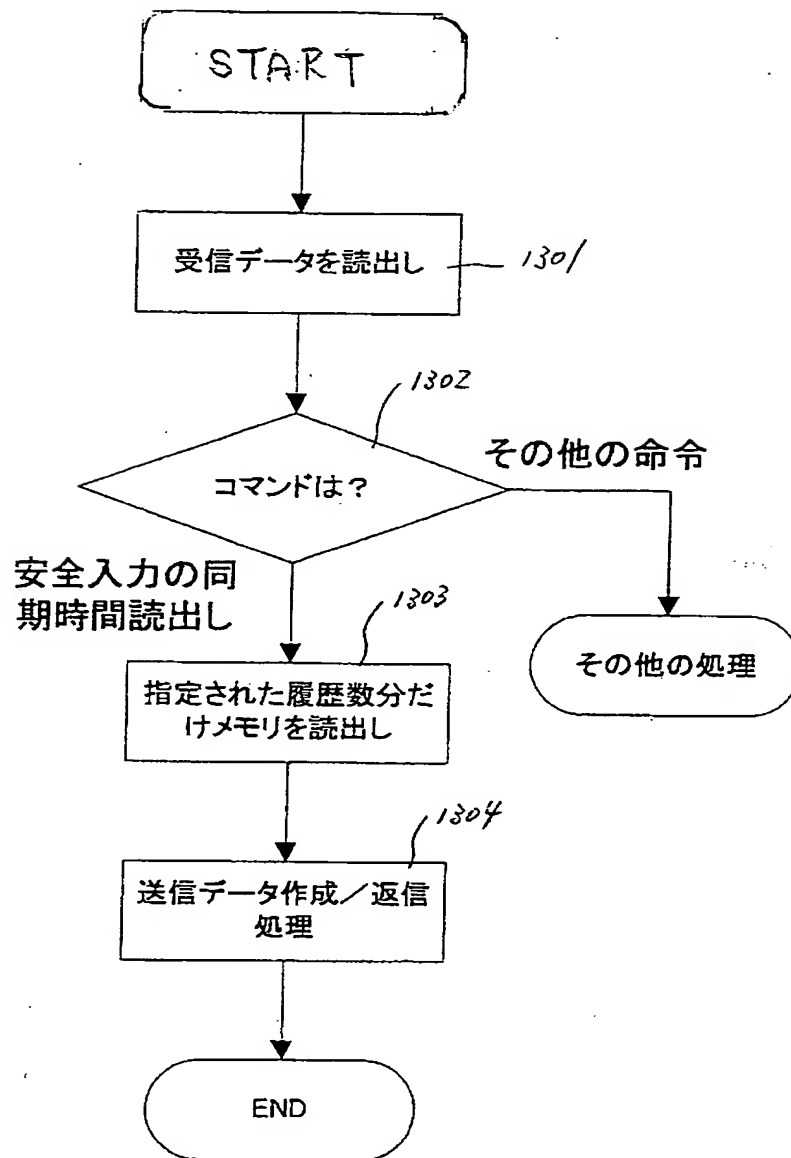 START
受信データを読出し
1301
1302
コマンドは?
その他の命令
安全入力の同
期時間読出し
1303
その他の処理
指定された履歴数分だ
けメモリを読出し
1304
送信データ作成／返信
処理
END